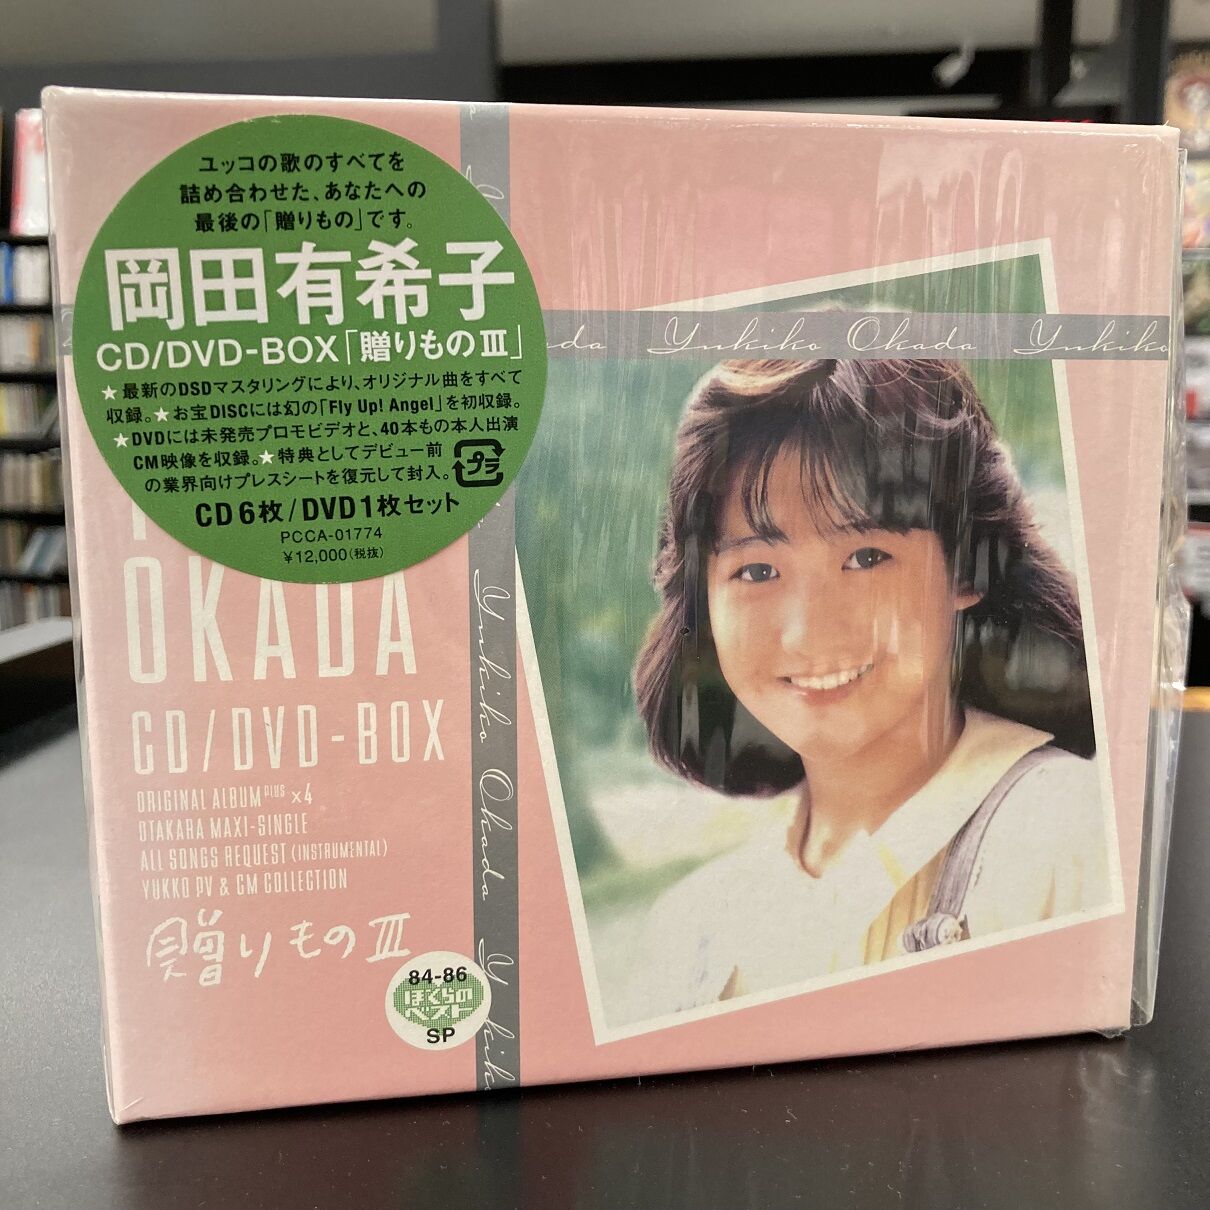 ユッコの歌のすべてを
詰め合わせた、あなたへの
最後の「贈りもの」です。
岡田有希子
CD/DVD-BOX「贈りものⅢ」
★最新のDSDマスタリングにより、オリジナル曲をすべて
収録。★お宝DISCには幻の「Fly Up! Angel」を初収録。
★DVDには未発売プロモビデオと、40本もの本人出演
CM映像を収録。★特典としてデビュー前
の業界向けプレスシートを復元して封入。
プラ
CD 6枚/DVD 1枚セット
PCCA-01774
¥12,000(税抜)
OKADA
CD/DVD-BOX
ORIGINAL ALBUM PLUS ×4
OTAKARA MAXI-SINGLE
ALL SONGS REQUEST (INSTRUMENTAL)
YUKKO PV & CM COLLECTION
贈りものⅢ
84-86
ぼくらの
ベスト
SP
Yukiko Okada Yukiko
Yukiko Okada